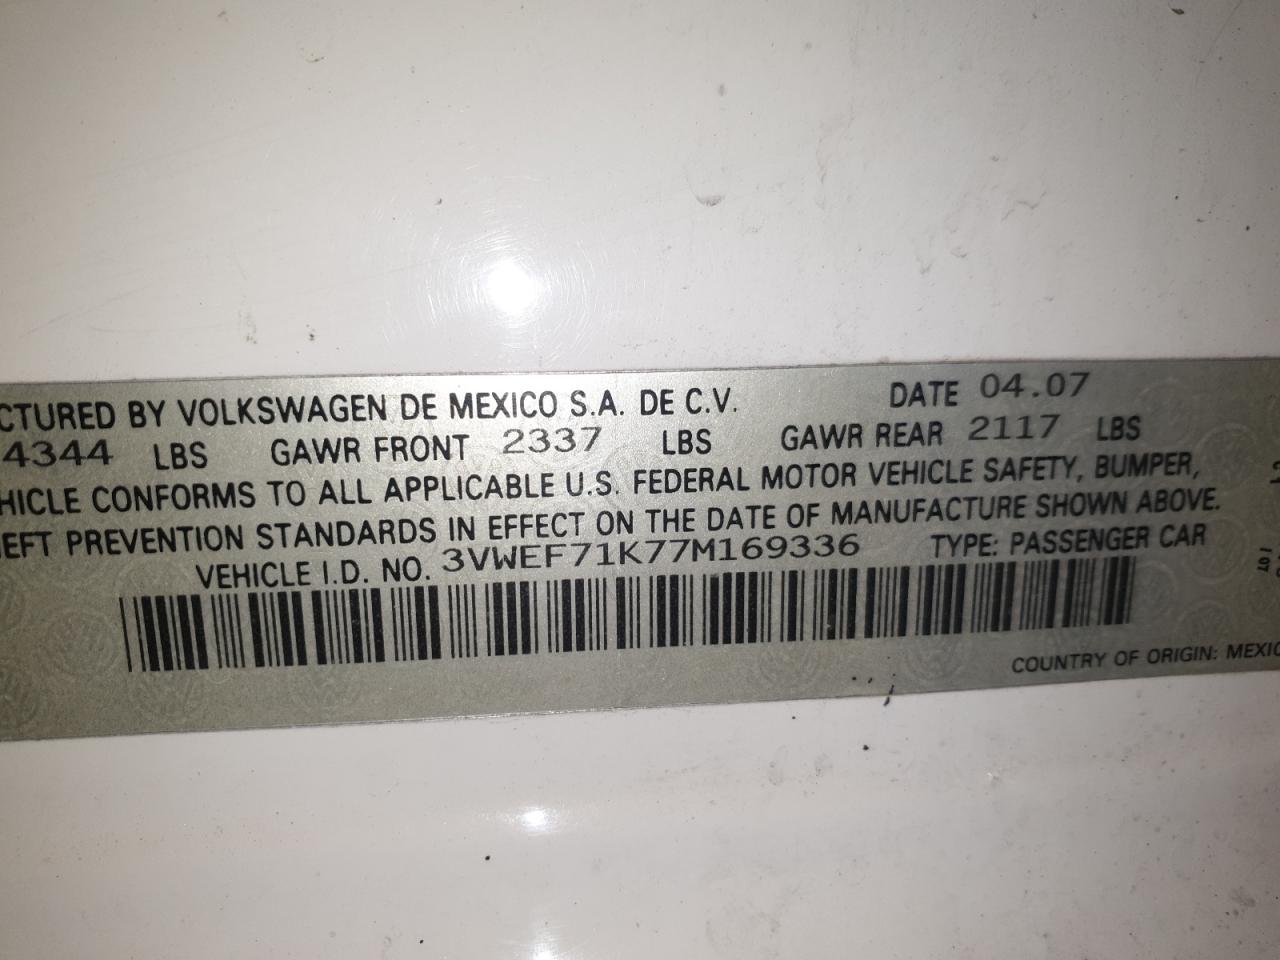 CTURED BY VOLKSWAGEN DE MEXICO S.A. DE C.V. DATE 04.07
4344 LBS GAWR FRONT 2337 LBS GAWR REAR 2117 LBS
HICLE CONFORMS TO ALL APPLICABLE U.S. FEDERAL MOTOR VEHICLE SAFETY, BUMPER,
EFT PREVENTION STANDARDS IN EFFECT ON THE DATE OF MANUFACTURE SHOWN ABOVE.
VEHICLE I.D. NO. 3VWEF71K77M169336 TYPE: PASSENGER CAR
COUNTRY OF ORIGIN: MEXIC